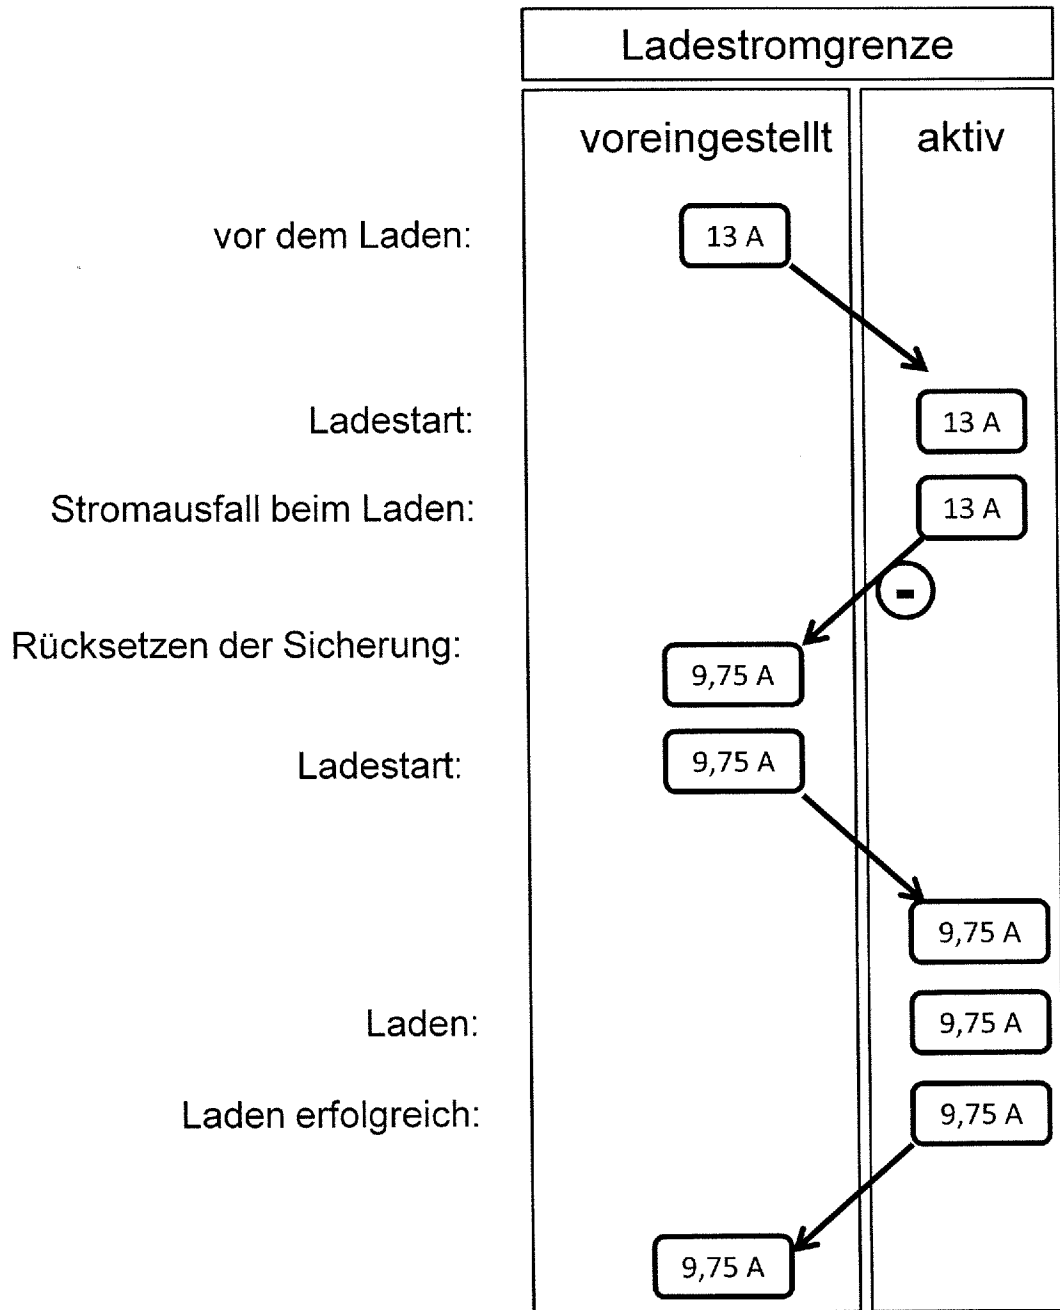 Ladestromgrenze
voreingestellt
aktiv
vor dem Laden:
13 A
Ladestart:
13 A
Stromausfall beim Laden:
13 A
-
Rücksetzen der Sicherung:
9,75 A
Ladestart:
9,75 A
9,75 A
Laden:
9,75 A
Laden erfolgreich:
9,75 A
9,75 A